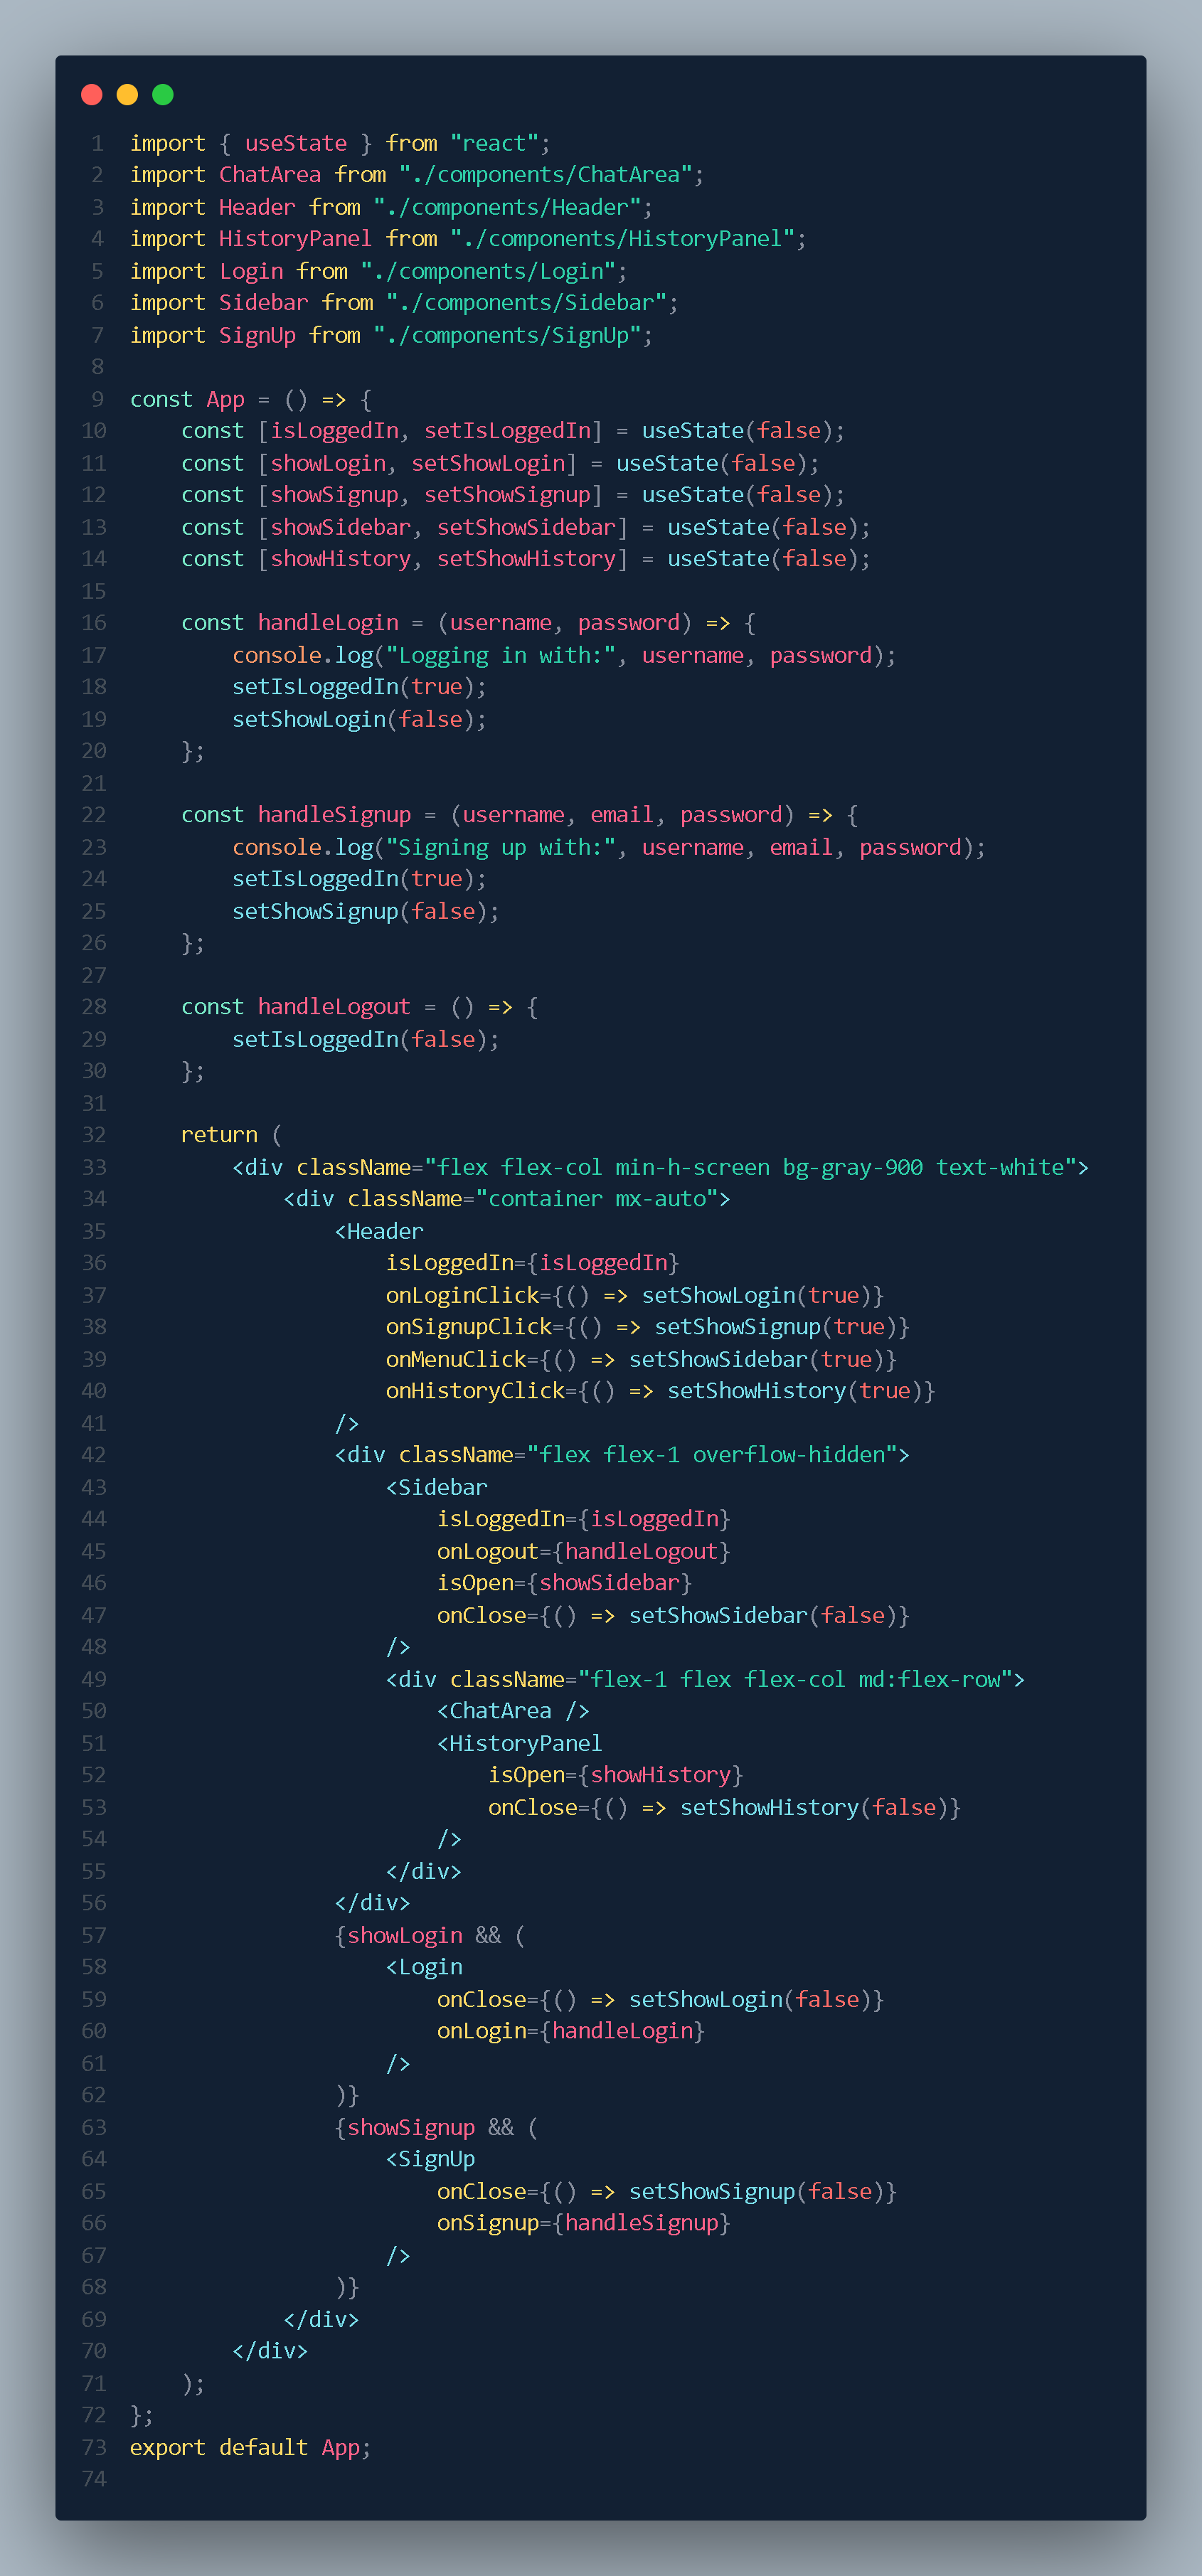 1 import { useState } from "react";
2 import ChatArea from "./components/ChatArea";
3 import Header from "./components/Header";
4 import HistoryPanel from "./components/HistoryPanel";
5 import Login from "./components/Login";
6 import Sidebar from "./components/Sidebar";
7 import SignUp from "./components/SignUp";
8
9 const App = () => {
10     const [isLoggedIn, setIsLoggedIn] = useState(false);
11     const [showLogin, setShowLogin] = useState(false);
12     const [showSignup, setShowSignup] = useState(false);
13     const [showSidebar, setShowSidebar] = useState(false);
14     const [showHistory, setShowHistory] = useState(false);
15
16     const handleLogin = (username, password) => {
17         console.log("Logging in with:", username, password);
18         setIsLoggedIn(true);
19         setShowLogin(false);
20     };
21
22     const handleSignup = (username, email, password) => {
23         console.log("Signing up with:", username, email, password);
24         setIsLoggedIn(true);
25         setShowSignup(false);
26     };
27
28     const handleLogout = () => {
29         setIsLoggedIn(false);
30     };
31
32     return (
33         <div className="flex flex-col min-h-screen bg-gray-900 text-white">
34             <div className="container mx-auto">
35                 <Header
36                     isLoggedIn={isLoggedIn}
37                     onLoginClick={() => setShowLogin(true)}
38                     onSignupClick={() => setShowSignup(true)}
39                     onMenuClick={() => setShowSidebar(true)}
40                     onHistoryClick={() => setShowHistory(true)}
41                 />
42                 <div className="flex flex-1 overflow-hidden">
43                     <Sidebar
44                         isLoggedIn={isLoggedIn}
45                         onLogout={handleLogout}
46                         isOpen={showSidebar}
47                         onClose={() => setShowSidebar(false)}
48                     />
49                     <div className="flex-1 flex flex-col md:flex-row">
50                         <ChatArea />
51                         <HistoryPanel
52                             isOpen={showHistory}
53                             onClose={() => setShowHistory(false)}
54                         />
55                     </div>
56                 </div>
57                 {showLogin && (
58                     <Login
59                         onClose={() => setShowLogin(false)}
60                         onLogin={handleLogin}
61                     />
62                 )}
63                 {showSignup && (
64                     <SignUp
65                         onClose={() => setShowSignup(false)}
66                         onSignup={handleSignup}
67                     />
68                 )}
69             </div>
70         </div>
71     );
72 };
73 export default App;
74